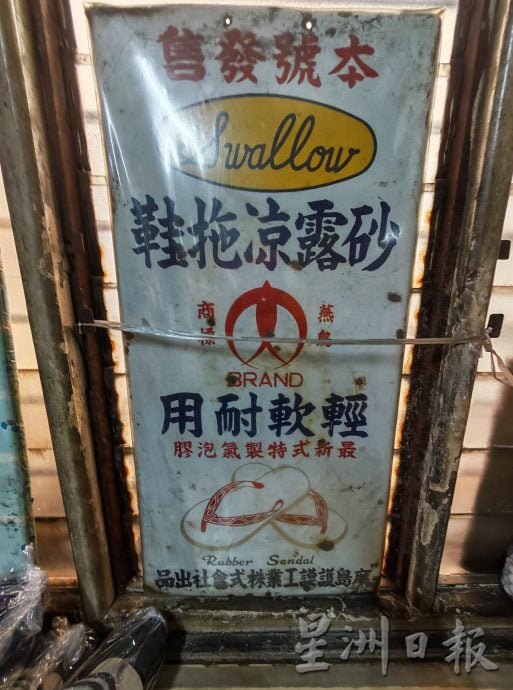 本號發售
Swallow
砂露涼拖鞋
燕鳥
商標
BRAND
輕軟耐用
最新式特製氣泡膠
Rubber Sandal
廣島護謨工業株式會社出品
星洲日報